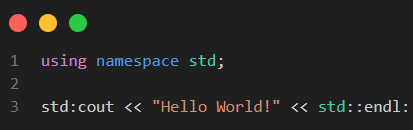 1 using namespace std;
2
3 std:cout << "Hello World!" << std::endl: